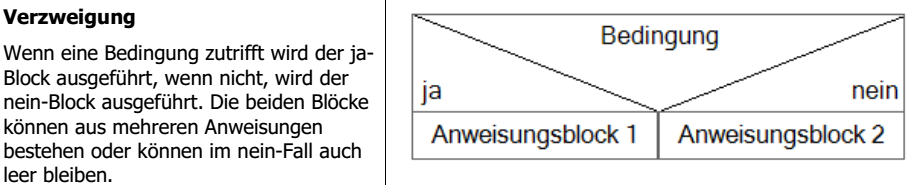 Verzweigung
Wenn eine Bedingung zutrifft wird der ja-
Block ausgeführt, wenn nicht, wird der
nein-Block ausgeführt. Die beiden Blöcke
können aus mehreren Anweisungen
bestehen oder können im nein-Fall auch
leer bleiben.
Bedingung
ja nein
Anweisungsblock 1 Anweisungsblock 2